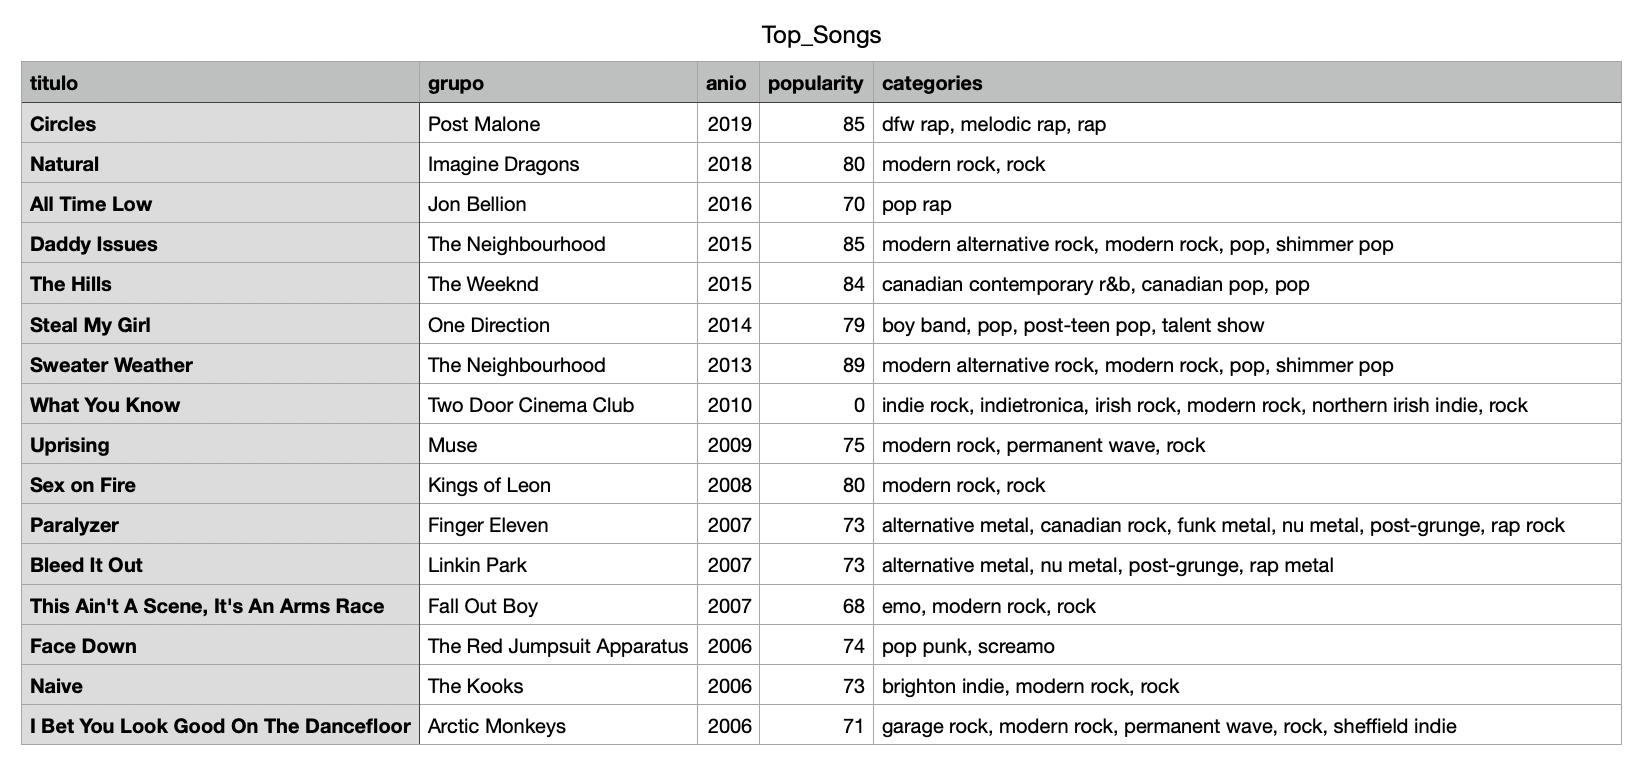 Top_Songs
titulo grupo anio popularity categories
Circles Post Malone 2019 85 dfw rap, melodic rap, rap
Natural Imagine Dragons 2018 80 modern rock, rock
All Time Low Jon Bellion 2016 70 pop rap
Daddy Issues The Neighbourhood 2015 85 modern alternative rock, modern rock, pop, shimmer pop
The Hills The Weeknd 2015 84 canadian contemporary r&b, canadian pop, pop
Steal My Girl One Direction 2014 79 boy band, pop, post-teen pop, talent show
Sweater Weather The Neighbourhood 2013 89 modern alternative rock, modern rock, pop, shimmer pop
What You Know Two Door Cinema Club 2010 0 indie rock, indietronica, irish rock, modern rock, northern irish indie, rock
Uprising Muse 2009 75 modern rock, permanent wave, rock
Sex on Fire Kings of Leon 2008 80 modern rock, rock
Paralyzer Finger Eleven 2007 73 alternative metal, canadian rock, funk metal, nu metal, post-grunge, rap rock
Bleed It Out Linkin Park 2007 73 alternative metal, nu metal, post-grunge, rap metal
This Ain't A Scene, It's An Arms Race Fall Out Boy 2007 68 emo, modern rock, rock
Face Down The Red Jumpsuit Apparatus 2006 74 pop punk, screamo
Naive The Kooks 2006 73 brighton indie, modern rock, rock
I Bet You Look Good On The Dancefloor Arctic Monkeys 2006 71 garage rock, modern rock, permanent wave, rock, sheffield indie